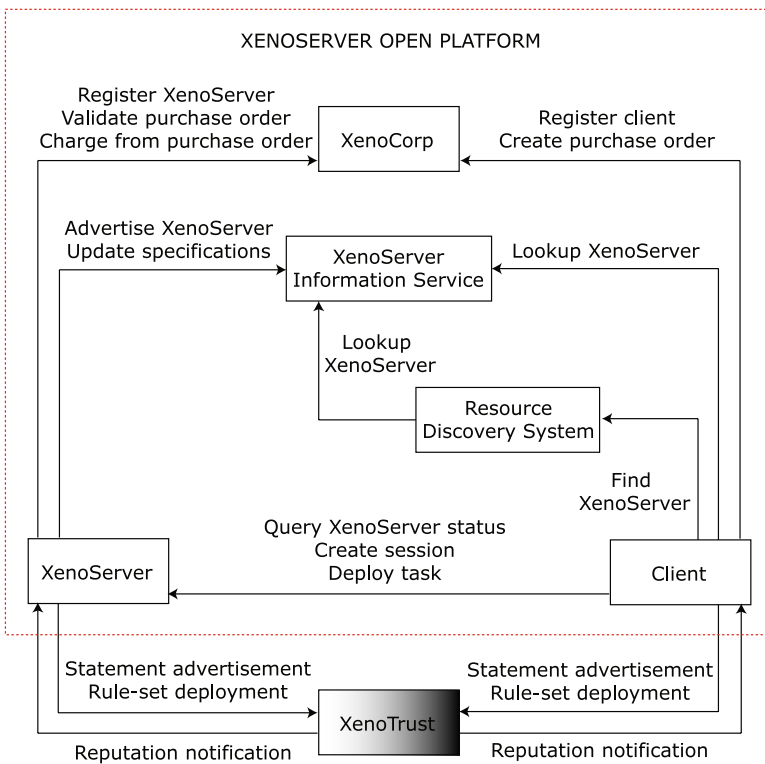 XENOSERVER OPEN PLATFORM
Register XenoServer
Validate purchase order
Charge from purchase order
XenoCorp
Register client
Create purchase order
Advertise XenoServer
Update specifications
XenoServer
Information Service
Lookup XenoServer
Lookup
XenoServer
Resource
Discovery System
Find
XenoServer
Query XenoServer status
Create session
Deploy task
XenoServer
Client
Statement advertisement
Rule-set deployment
XenoTrust
Statement advertisement
Rule-set deployment
Reputation notification
Reputation notification